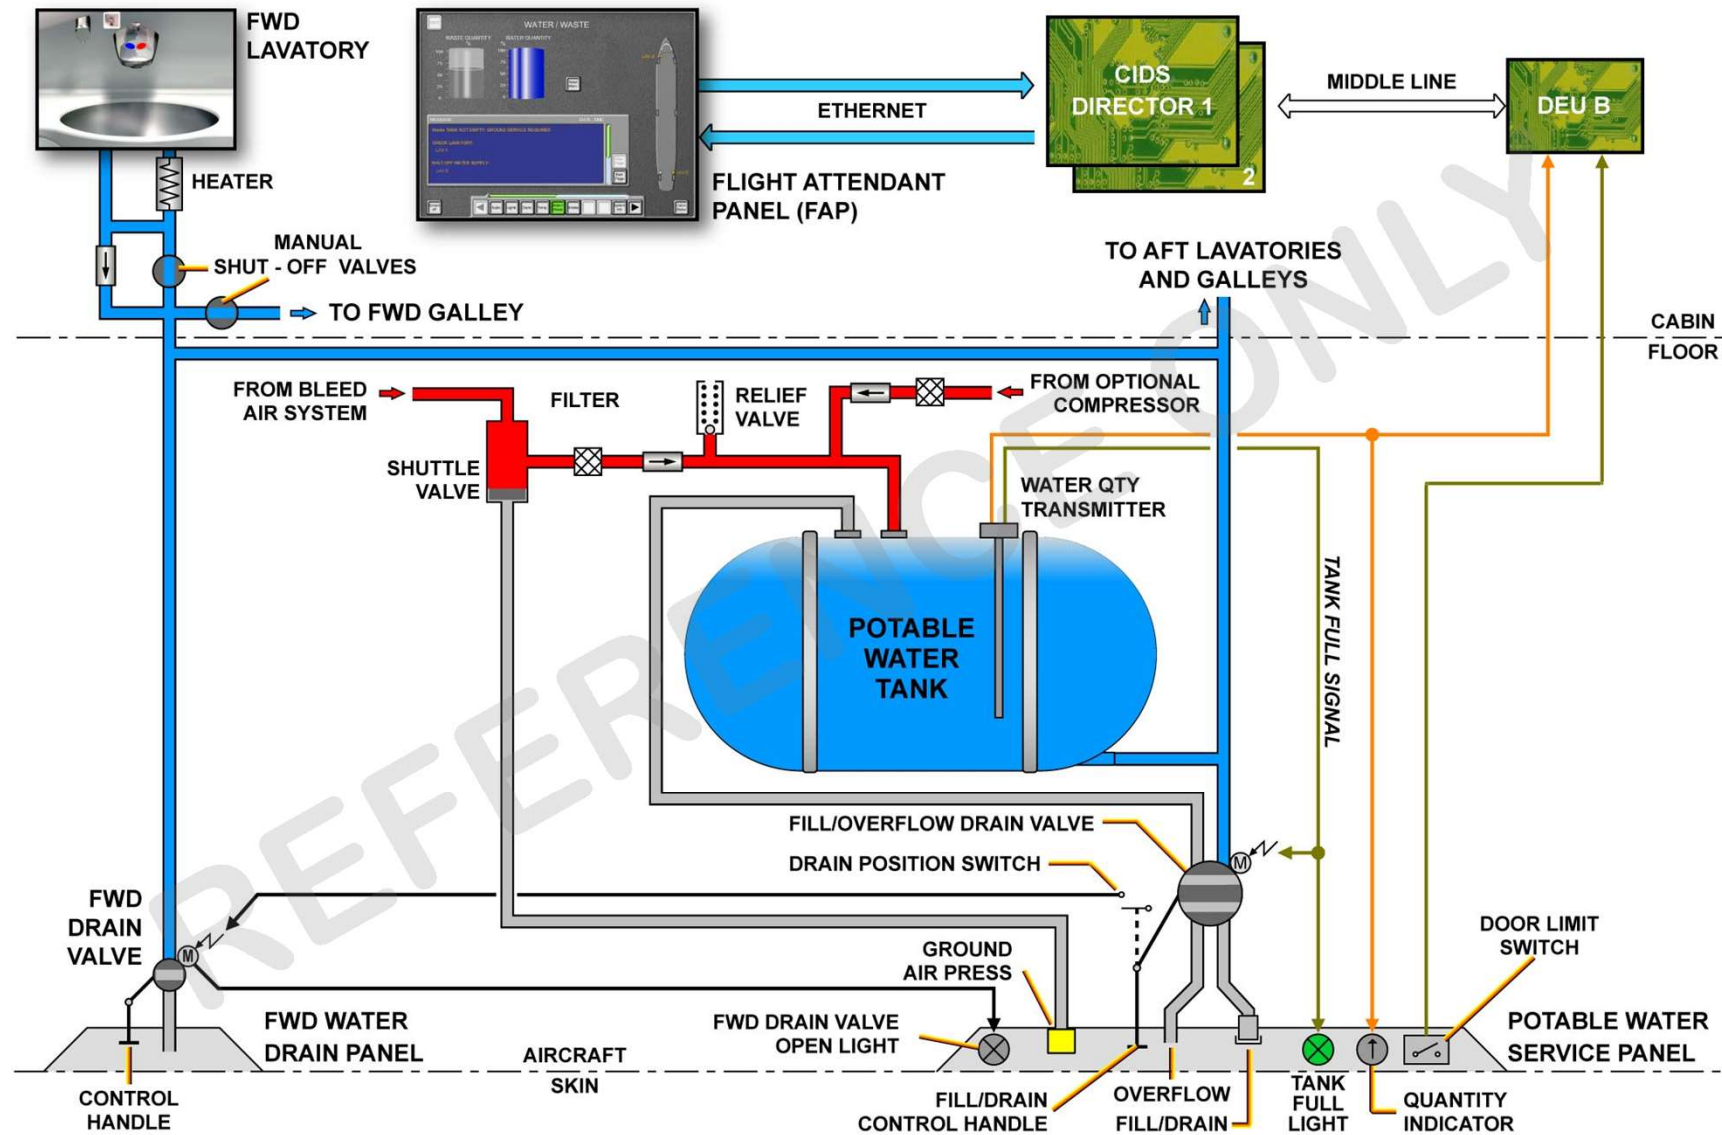 FWD
LAVATORY
HEATER
MANUAL
SHUT - OFF VALVES
TO FWD GALLEY
WATER / WASTE
WASTE QUANTITY
WATER QUANTITY
%
%
ETHERNET
FLIGHT ATTENDANT
PANEL (FAP)
CIDS
DIRECTOR 1
2
MIDDLE LINE
DEU B
TO AFT LAVATORIES
AND GALLEYS
CABIN
FLOOR
FROM BLEED
AIR SYSTEM
FILTER
RELIEF
VALVE
FROM OPTIONAL
COMPRESSOR
SHUTTLE
VALVE
WATER QTY
TRANSMITTER
POTABLE
WATER
TANK
TANK FULL SIGNAL
FILL/OVERFLOW DRAIN VALVE
DRAIN POSITION SWITCH
M
FWD
DRAIN
VALVE
M
GROUND
AIR PRESS
DOOR LIMIT
SWITCH
FWD WATER
DRAIN PANEL
FWD DRAIN VALVE
OPEN LIGHT
POTABLE WATER
SERVICE PANEL
AIRCRAFT
SKIN
CONTROL
HANDLE
FILL/DRAIN
CONTROL HANDLE
OVERFLOW
FILL/DRAIN
TANK
FULL
LIGHT
QUANTITY
INDICATOR
REFERENCE ONLY